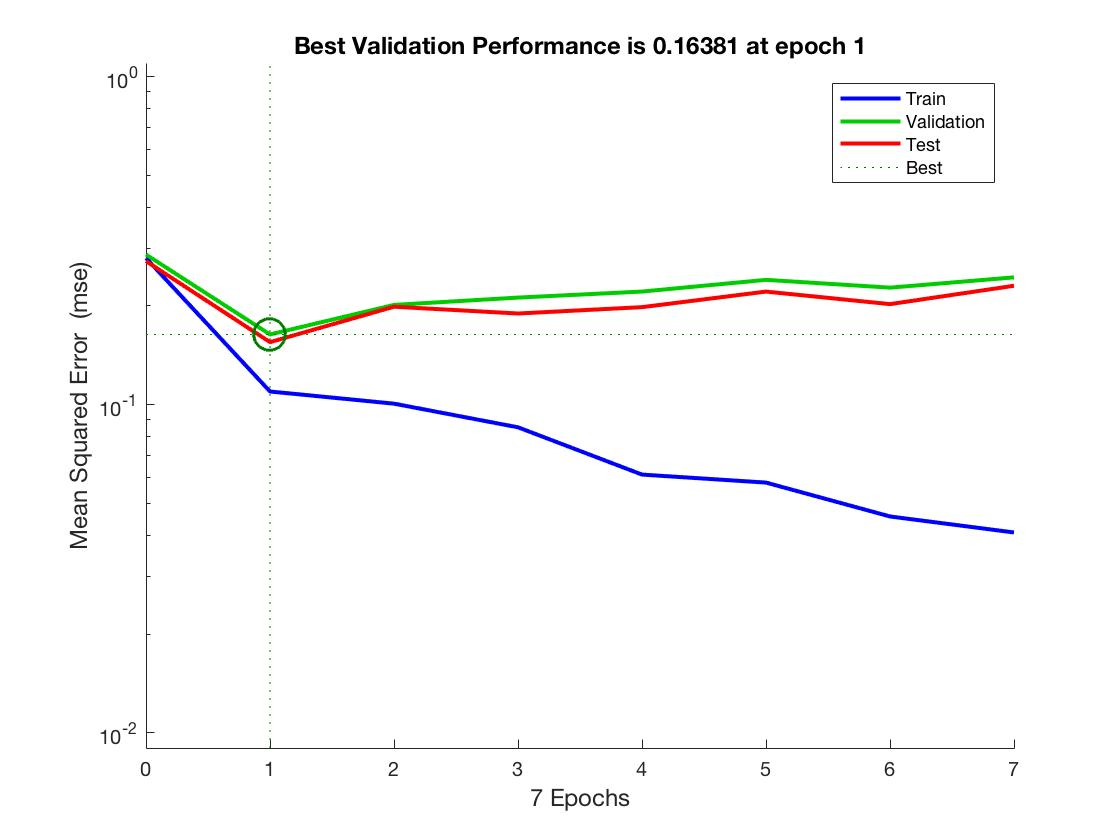 Best Validation Performance is 0.16381 at epoch 1
10^0
Train
Validation
Test
Best
Mean Squared Error (mse)
10^-1
10^-2
0 1 2 3 4 5 6 7
7 Epochs